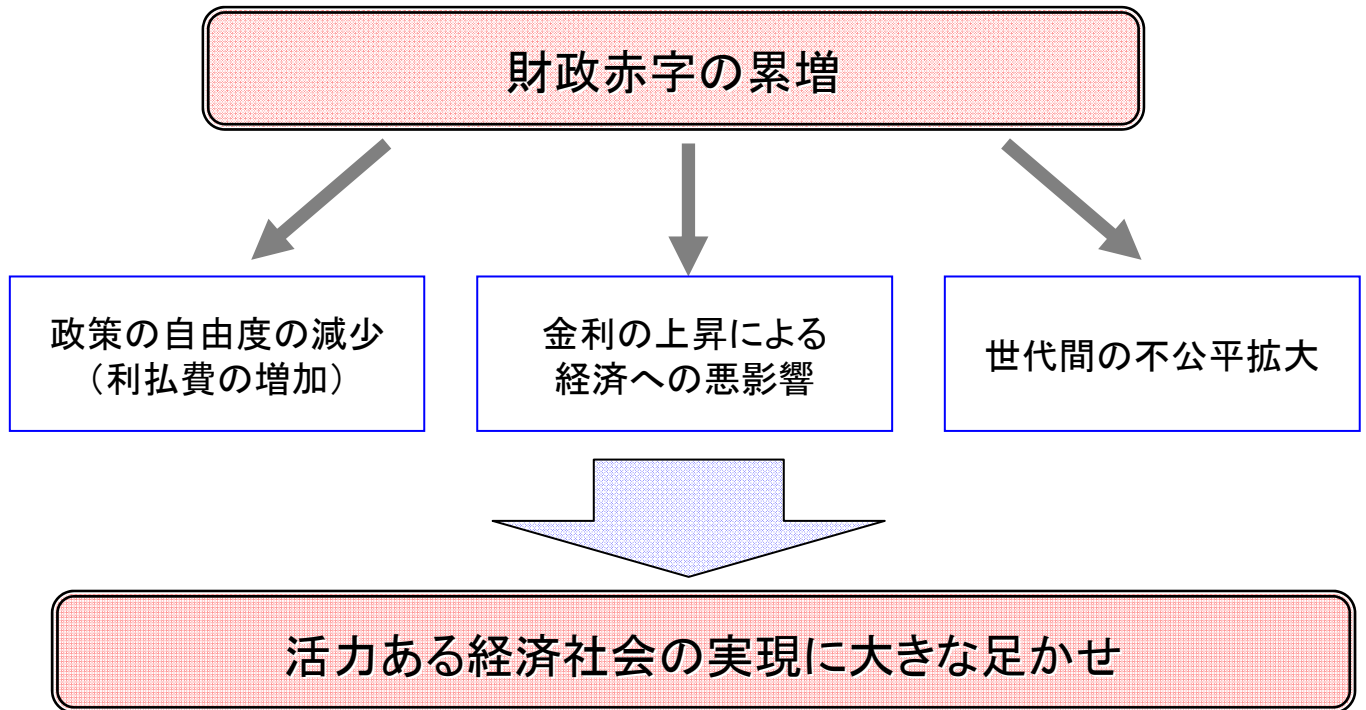 財政赤字の累増
政策の自由度の減少
（利払費の増加）
金利の上昇による
経済への悪影響
世代間の不公平拡大
活力ある経済社会の実現に大きな足かせ